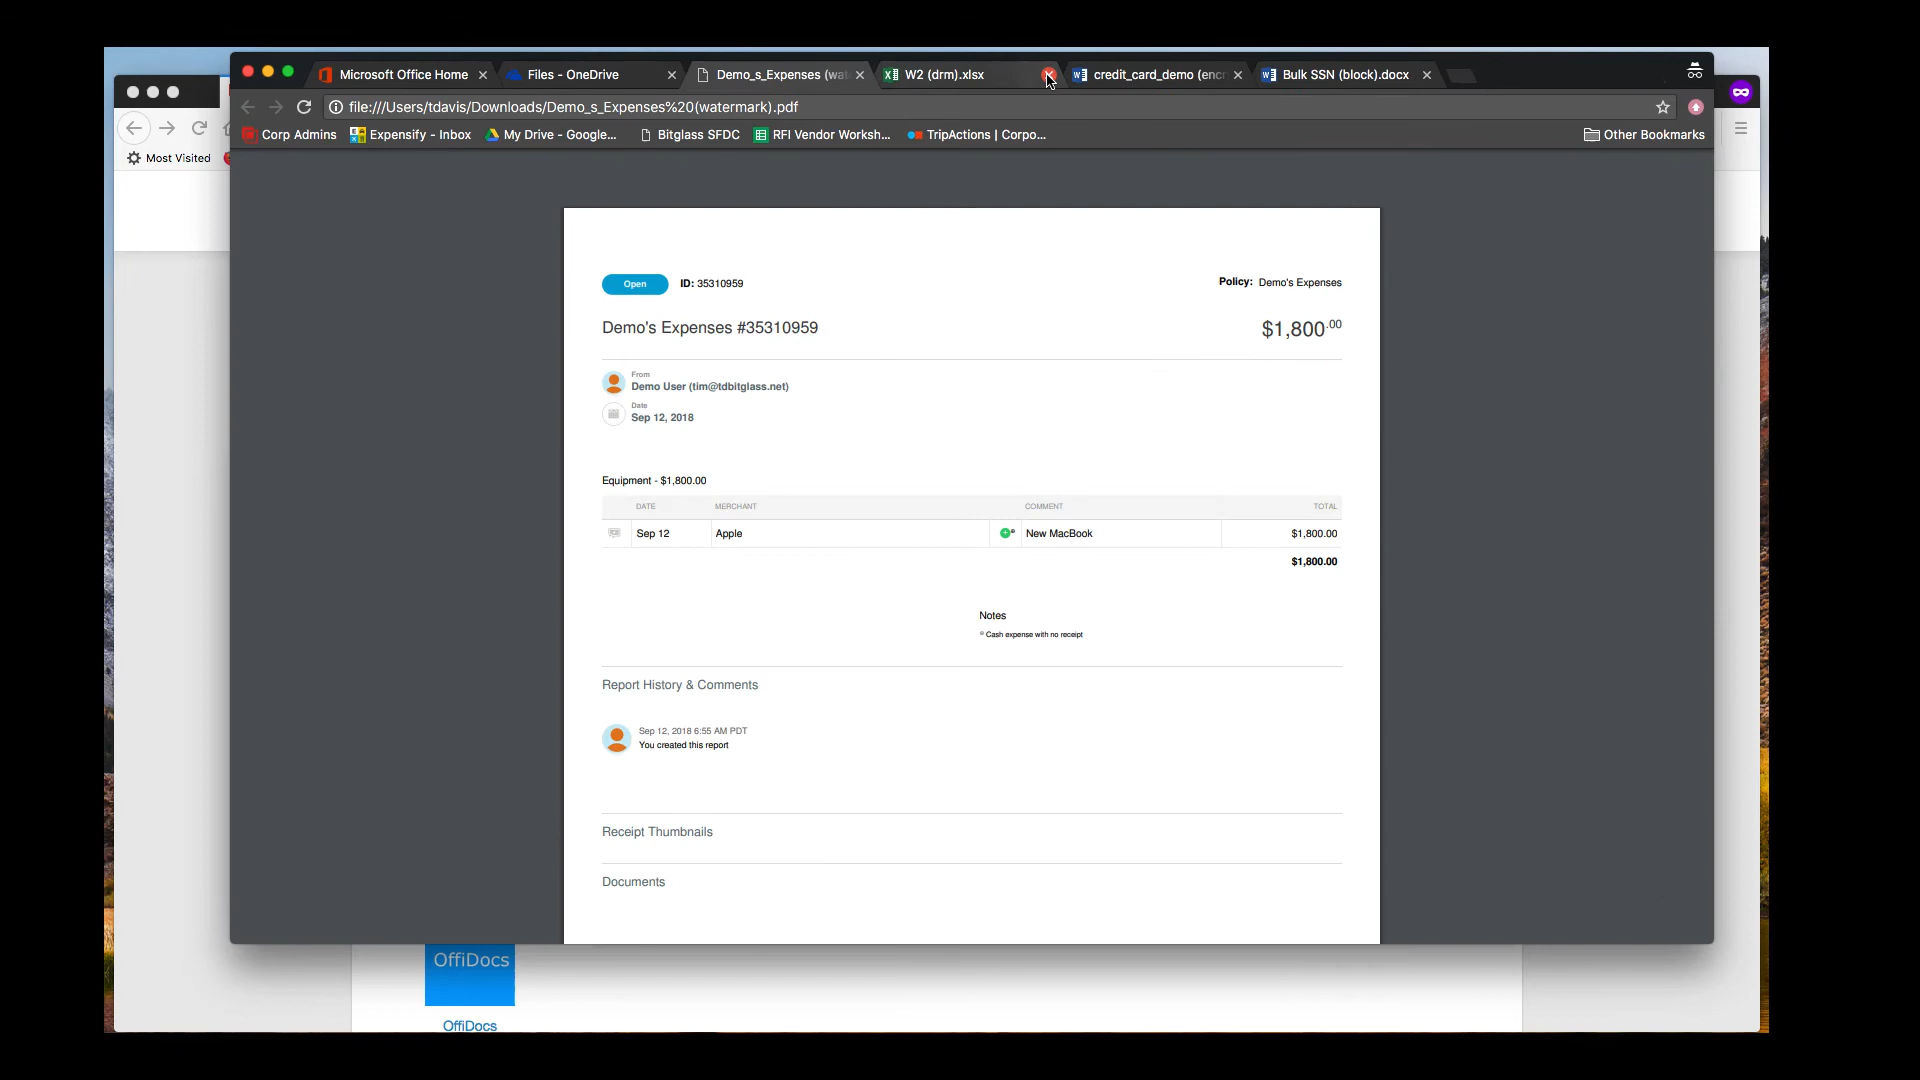 Microsoft Office Home
Files - OneDrive
Demo_s_Expenses (wat
W2 (drm).xlsx
credit_card_demo (encr
Bulk SSN (block).docx
file:///Users/tdavis/Downloads/Demo_s_Expenses%20(watermark).pdf
Corp Admins
Expensify - Inbox
My Drive - Google...
Bitglass SFDC
RFI Vendor Worksh...
TripActions | Corpo...
Other Bookmarks
Most Visited
Open
ID: 35310959
Policy: Demo's Expenses
Demo's Expenses #35310959
$1,800.00
From
Demo User (tim@tdbitglass.net)
Date
Sep 12, 2018
Equipment - $1,800.00
DATE MERCHANT COMMENT TOTAL
Sep 12 Apple New MacBook $1,800.00
$1,800.00
Notes
Cash expense with no receipt
Report History & Comments
Sep 12, 2018 6:55 AM PDT
You created this report
Receipt Thumbnails
Documents
OffiDocs
OffiDocs